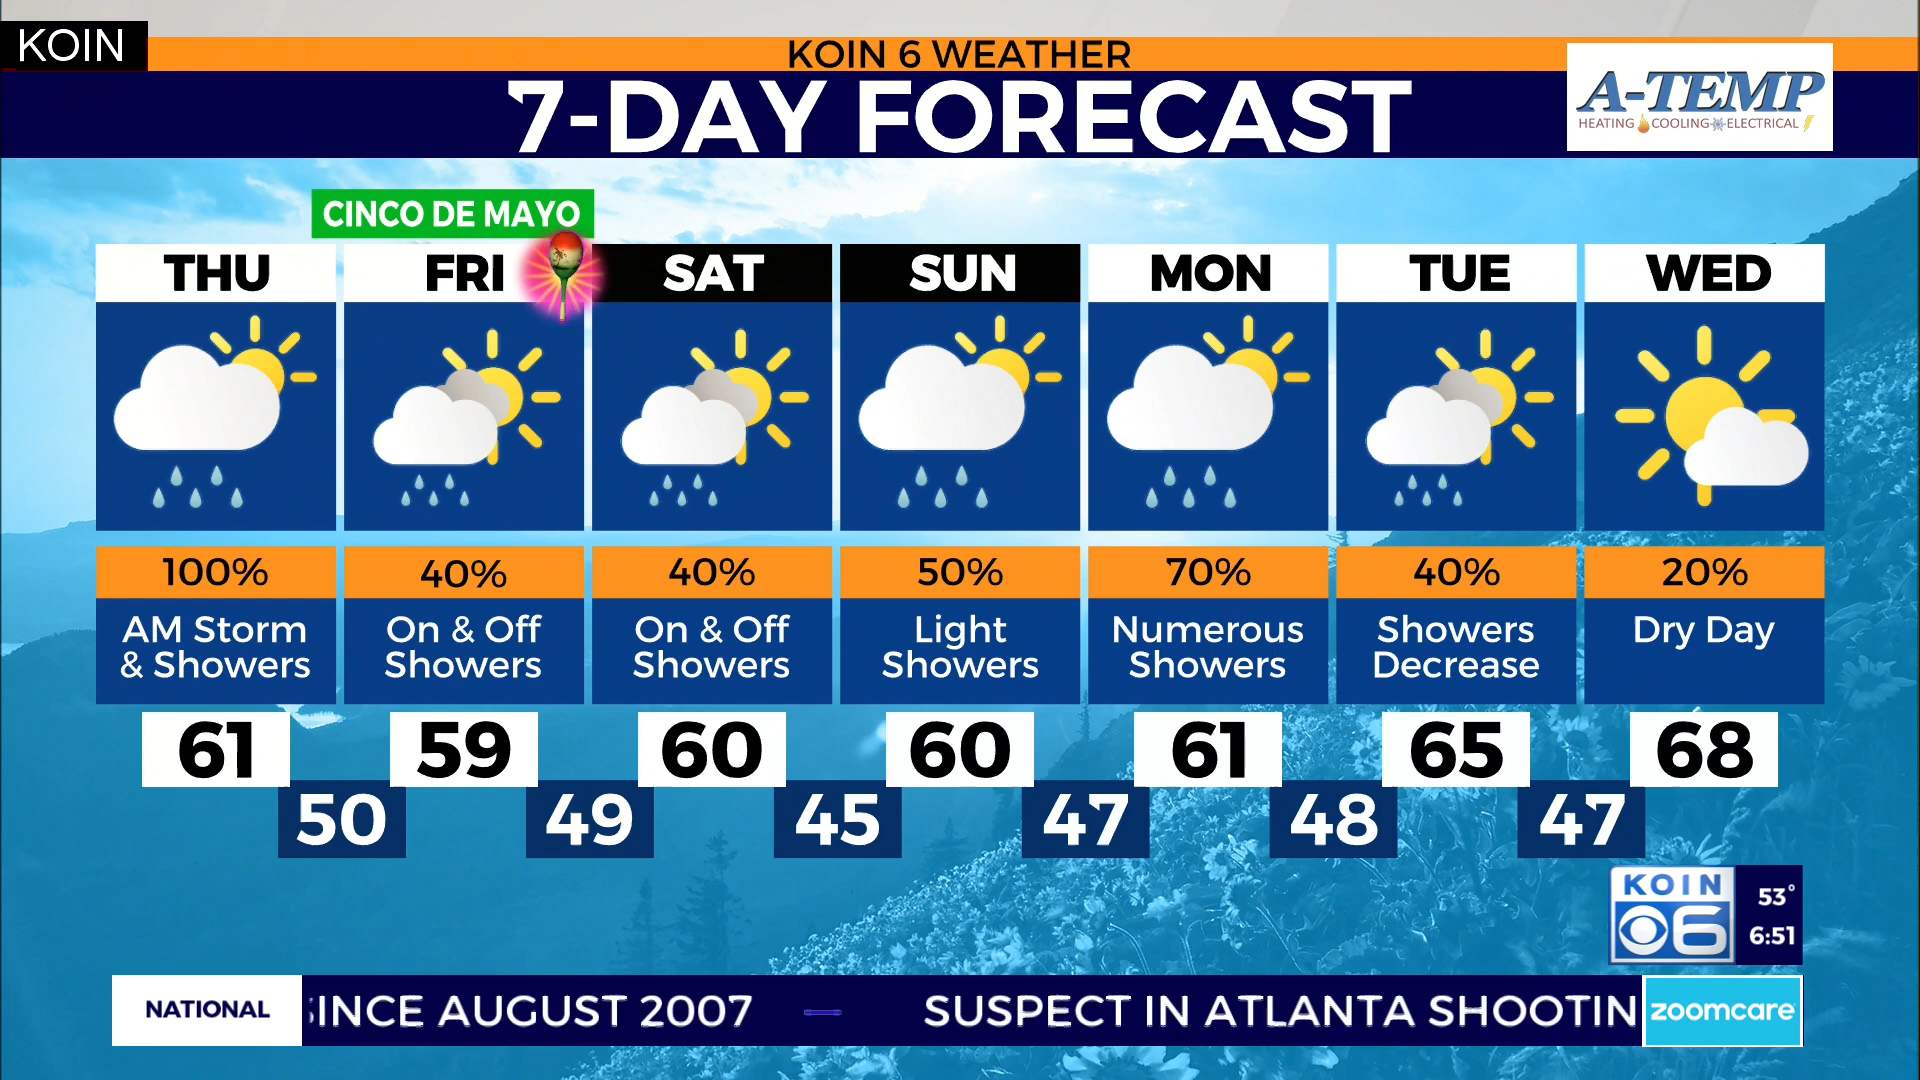 KOIN
KOIN 6 WEATHER
7-DAY FORECAST
A-TEMP
HEATING COOLING ELECTRICAL
CINCO DE MAYO
THU FRI SAT SUN MON TUE WED
100% 40% 40% 50% 70% 40% 20%
AM Storm On & Off On & Off Light Numerous Showers Dry Day
& Showers Showers Showers Showers Showers Decrease
61 59 60 60 61 65 68
50 49 45 47 48 47
KOIN
6
53°
6:51
NATIONAL
INCE AUGUST 2007 — SUSPECT IN ATLANTA SHOOTIN
zoomcare